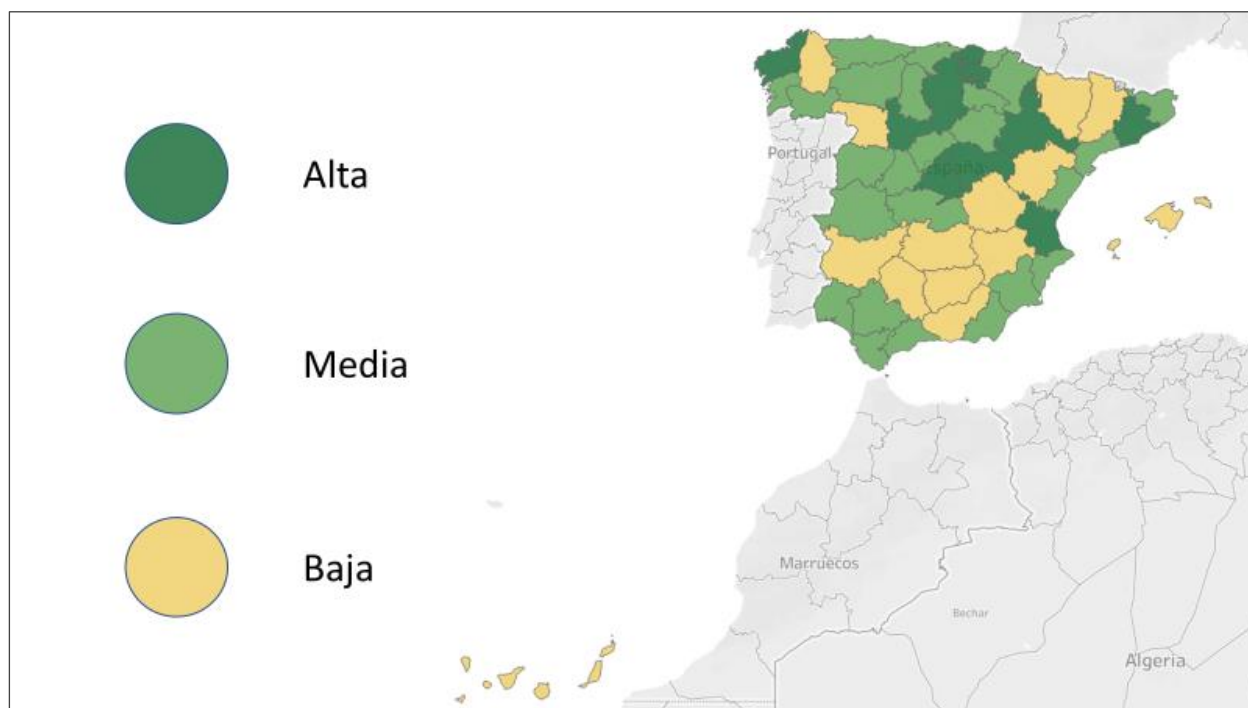 Alta
Media
Baja
Portugal
España
Marruecos
Bechar
Algeria